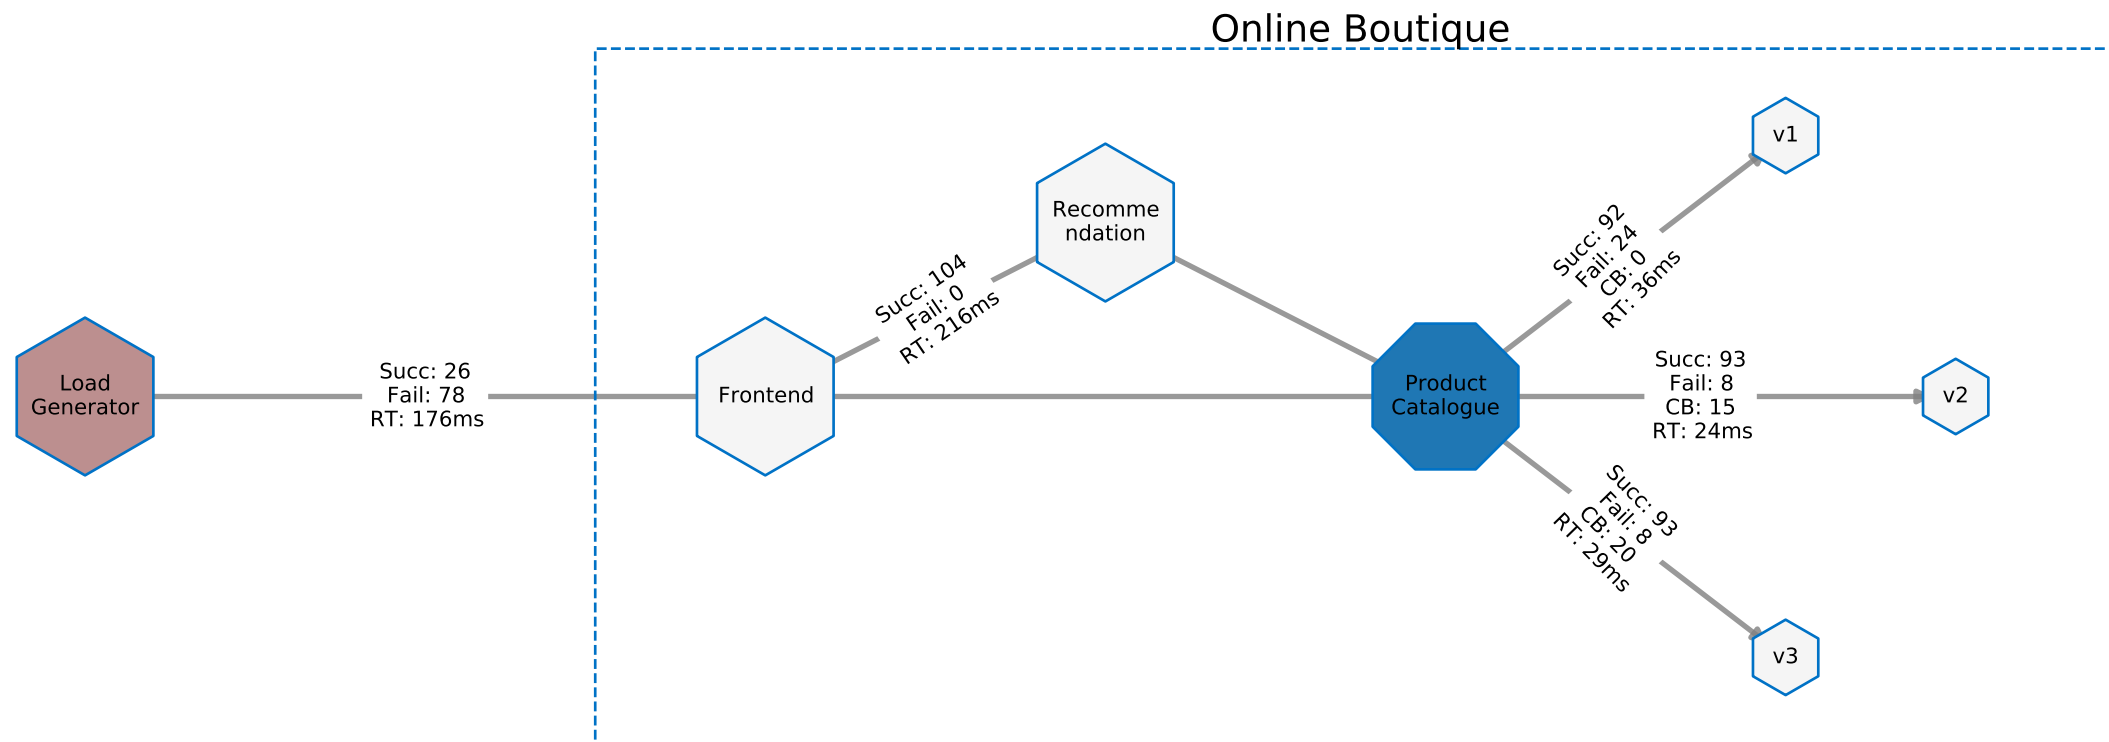 Online Boutique
Load
Generator
Succ: 26
Fail: 78
RT: 176ms
Frontend
Succ: 104
Fail: 0
RT: 216ms
Recomme
ndation
Product
Catalogue
Succ: 92
Fail: 24
CB: 0
RT: 36ms
v1
Succ: 93
Fail: 8
CB: 15
RT: 24ms
v2
Succ: 93
Fail: 8
CB: 20
RT: 29ms
v3